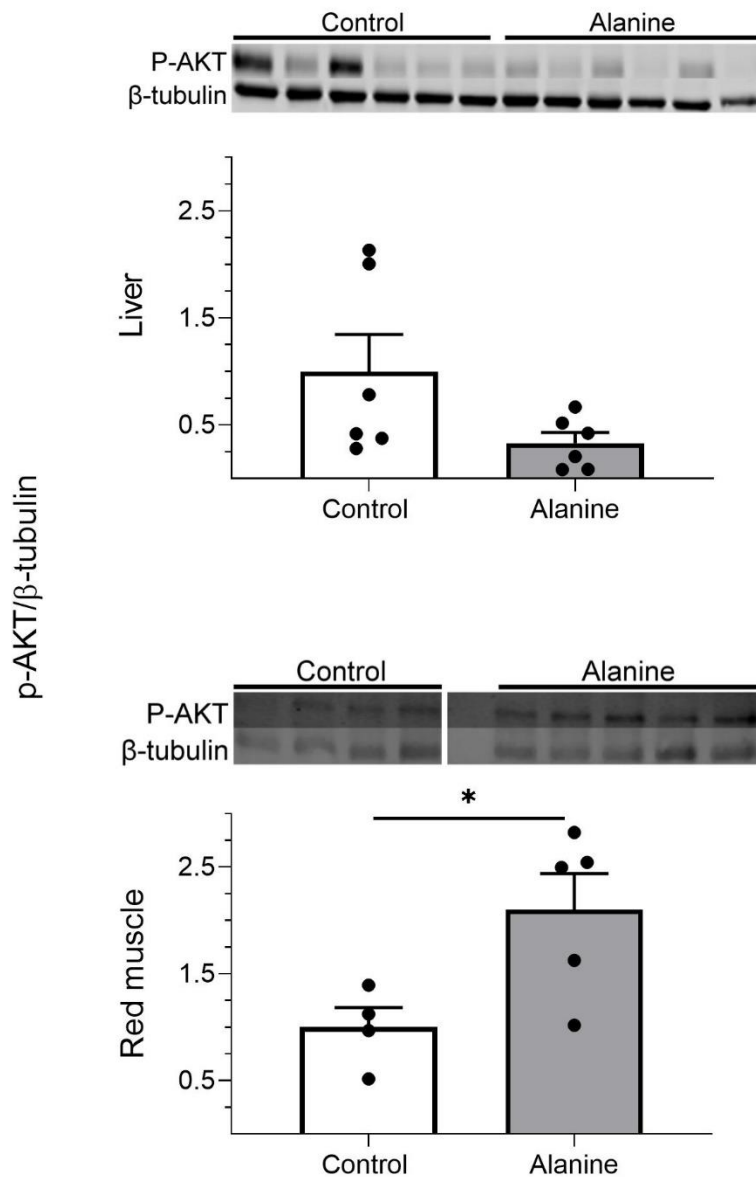 Control Alanine
P-AKT
β-tubulin
2.5
1.5
0.5
Liver
Control Alanine
p-AKT/β-tubulin
Control Alanine
P-AKT
β-tubulin
*
2.5
1.5
0.5
Red muscle
Control Alanine